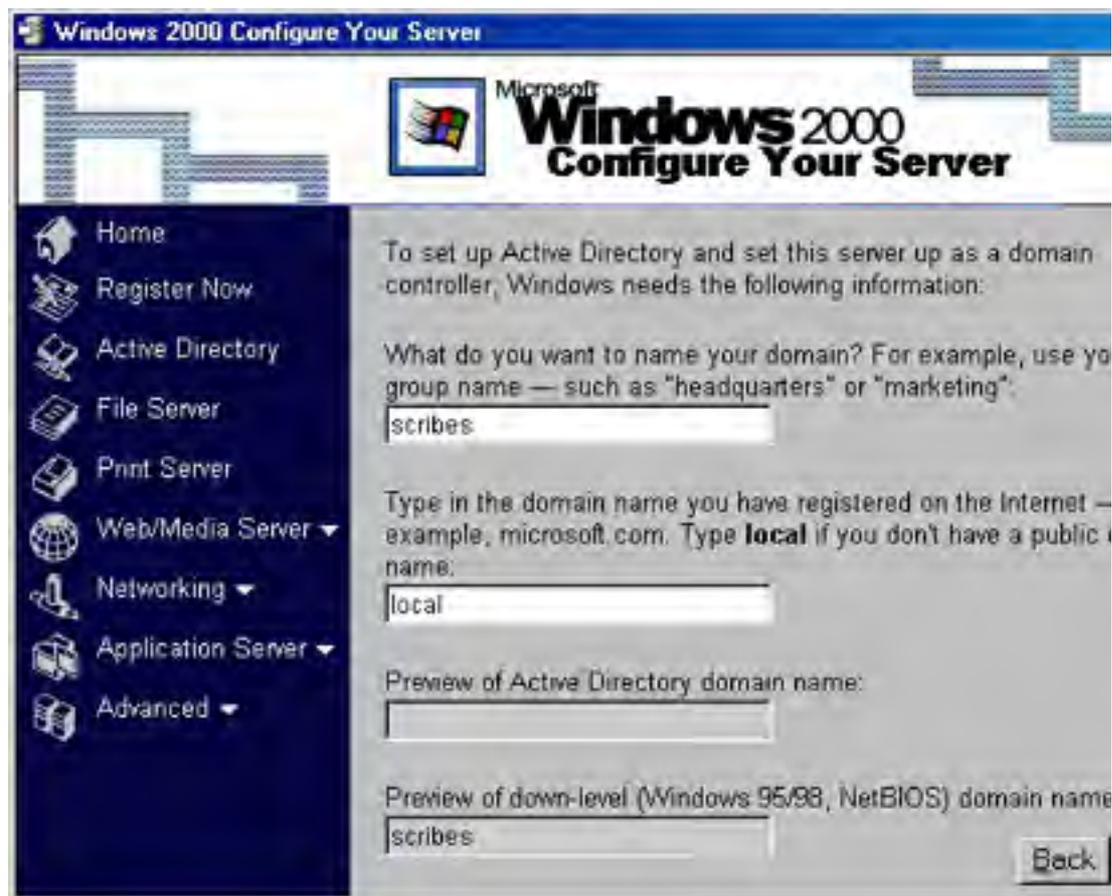 Windows 2000 Configure Your Server
Microsoft
Windows 2000
Configure Your Server
Home
Register Now
Active Directory
File Server
Print Server
Web/Media Server
Networking
Application Server
Advanced
To set up Active Directory and set this server up as a domain
controller, Windows needs the following information:
What do you want to name your domain? For example, use yo
group name — such as "headquarters" or "marketing":
scribes
Type in the domain name you have registered on the Internet —
example, microsoft.com. Type local if you don't have a public
name:
local
Preview of Active Directory domain name:
Preview of down-level (Windows 95/98, NetBIOS) domain name
scribes
Back